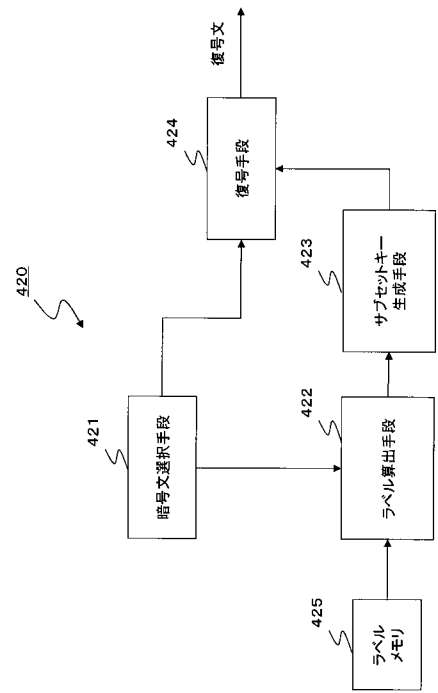 420
421
暗号文選択手段
424
復号手段
復号文
425
ラベル
メモリ
422
ラベル算出手段
423
サブセットキー
生成手段